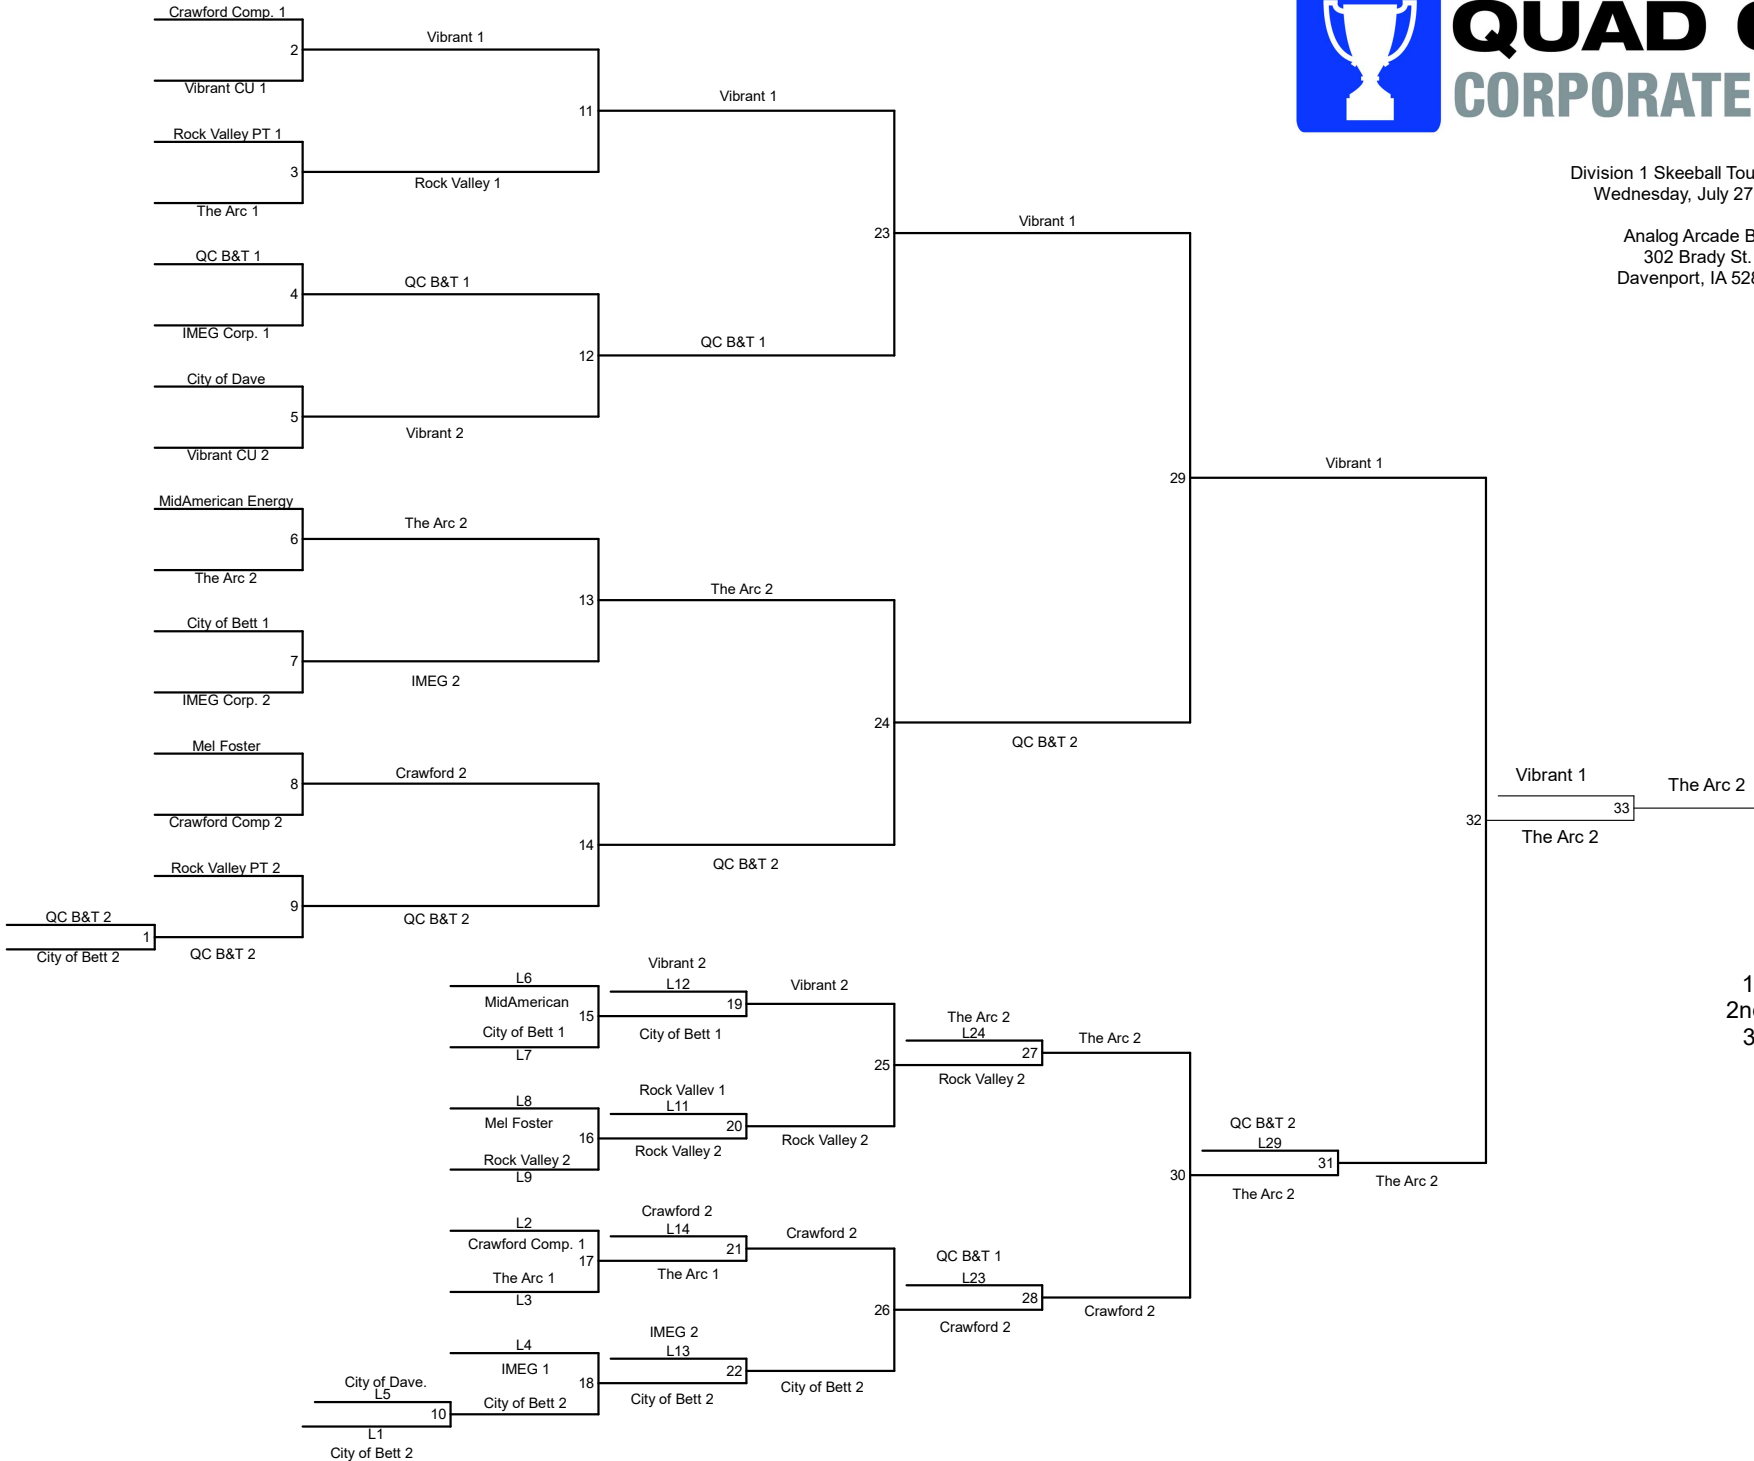 QUAD
CORPORATE
Division 1 Skeeball Tou
Wednesday, July 27
Analog Arcade B
302 Brady St.
Davenport, IA 528
Crawford Comp. 1
2
Vibrant CU 1
Vibrant 1
Rock Valley PT 1
3
The Arc 1
Rock Valley 1
11
Vibrant 1
QC B&T 1
4
IMEG Corp. 1
QC B&T 1
City of Dave
5
Vibrant CU 2
Vibrant 2
12
QC B&T 1
23
Vibrant 1
MidAmerican Energy
6
The Arc 2
The Arc 2
City of Bett 1
7
IMEG Corp. 2
IMEG 2
13
The Arc 2
Mel Foster
8
Crawford Comp 2
Crawford 2
Rock Valley PT 2
9
QC B&T 2
1
City of Bett 2
QC B&T 2
QC B&T 2
14
QC B&T 2
24
QC B&T 2
29
Vibrant 1
32
Vibrant 1
33
The Arc 2
The Arc 2
1
2n
3
L6
MidAmerican
15
City of Bett 1
L7
Vibrant 2
L12
19
City of Bett 1
Vibrant 2
L8
Mel Foster
16
Rock Valley 2
L9
Rock Valley 1
L11
20
Rock Valley 2
Rock Valley 2
25
The Arc 2
L24
27
Rock Valley 2
The Arc 2
L2
Crawford Comp. 1
17
The Arc 1
L3
Crawford 2
L14
21
The Arc 1
Crawford 2
L4
IMEG 1
18
City of Bett 2
City of Dave.
L5
10
L1
City of Bett 2
IMEG 2
L13
22
City of Bett 2
City of Bett 2
26
QC B&T 1
L23
28
Crawford 2
Crawford 2
30
QC B&T 2
L29
31
The Arc 2
The Arc 2